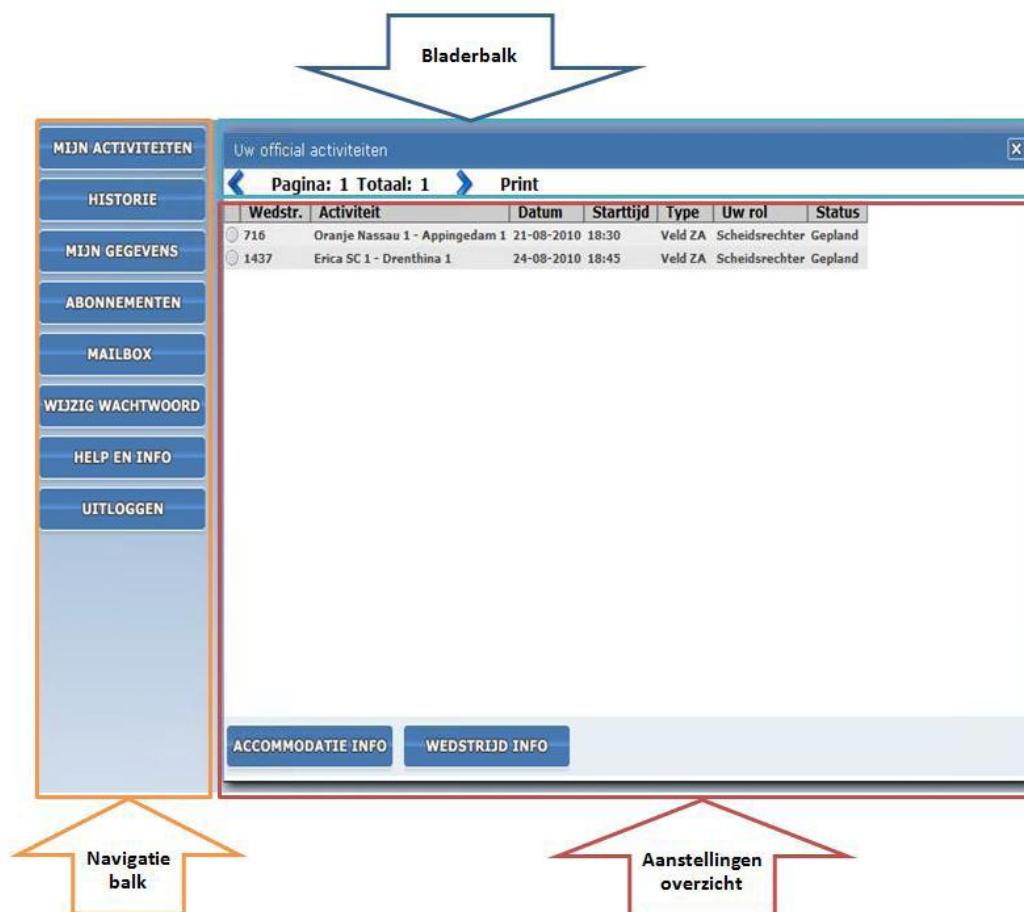 Bladerbalk
MIJN ACTIVITEITEN
HISTORIE
MIJN GEGEVENS
ABONNEMENTEN
MAILBOX
WIJZIG WACHTWOORD
HELP EN INFO
UITLOGGEN
Uw official activiteiten X
Pagina: 1 Totaal: 1 Print
Wedstr. Activiteit Datum Starttijd Type Uw rol Status
716 Oranje Nassau 1 - Appingedam 1 21-08-2010 18:30 Veld ZA Scheidsrechter Gepland
1437 Erica SC 1 - Drenthina 1 24-08-2010 18:45 Veld ZA Scheidsrechter Gepland
ACCOMMODATIE INFO WEDSTRIJD INFO
Navigatie
balk
Aanstellingen
overzicht